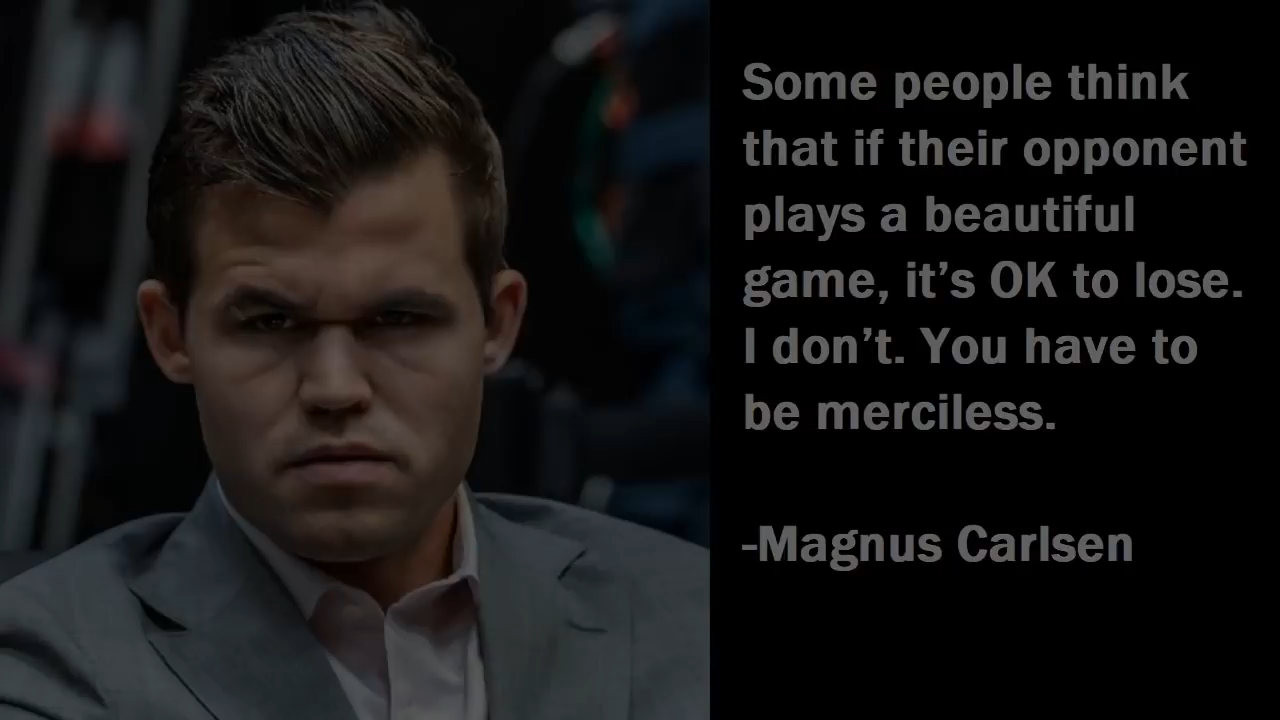 Some people think
that if their opponent
plays a beautiful
game, it’s OK to lose.
I don’t. You have to
be merciless.
-Magnus Carlsen